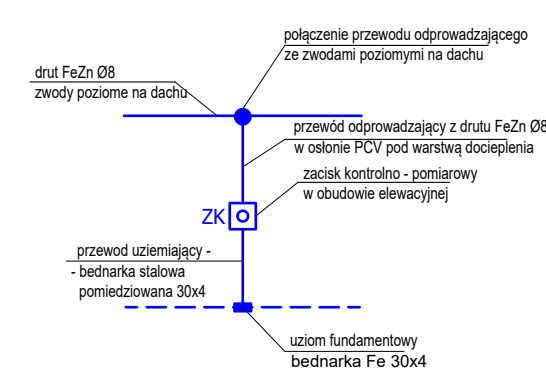 połączenie przewodu odprowadzającego
ze zwodami poziomymi na dachu
drut FeZn Ø8
zwody poziome na dachu
przewód odprowadzający z drutu FeZn Ø8
w osłonie PCV pod warstwą docieplenia
zacisk kontrolno - pomiarowy
w obudowie elewacyjnej
ZK
przewod uziemiający -
- bednarka stalowa
pomiedziowana 30x4
uziom fundamentowy
bednarka Fe 30x4